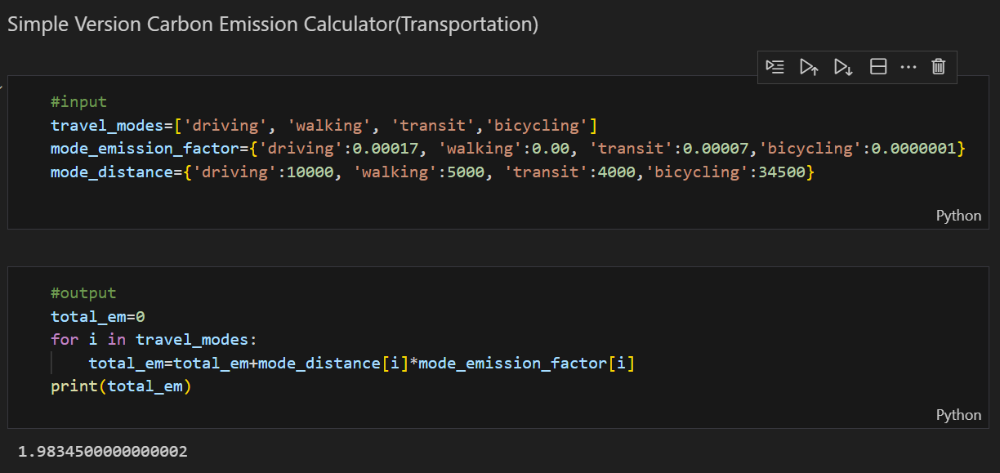 Simple Version Carbon Emission Calculator(Transportation)
#input
travel_modes=['driving', 'walking', 'transit','bicycling']
mode_emission_factor={'driving':0.00017, 'walking':0.00, 'transit':0.00007,'bicycling':0.0000001}
mode_distance={'driving':10000, 'walking':5000, 'transit':4000,'bicycling':34500}
Python
#output
total_em=0
for i in travel_modes:
    total_em=total_em+mode_distance[i]*mode_emission_factor[i]
print(total_em)
Python
1.9834500000000002